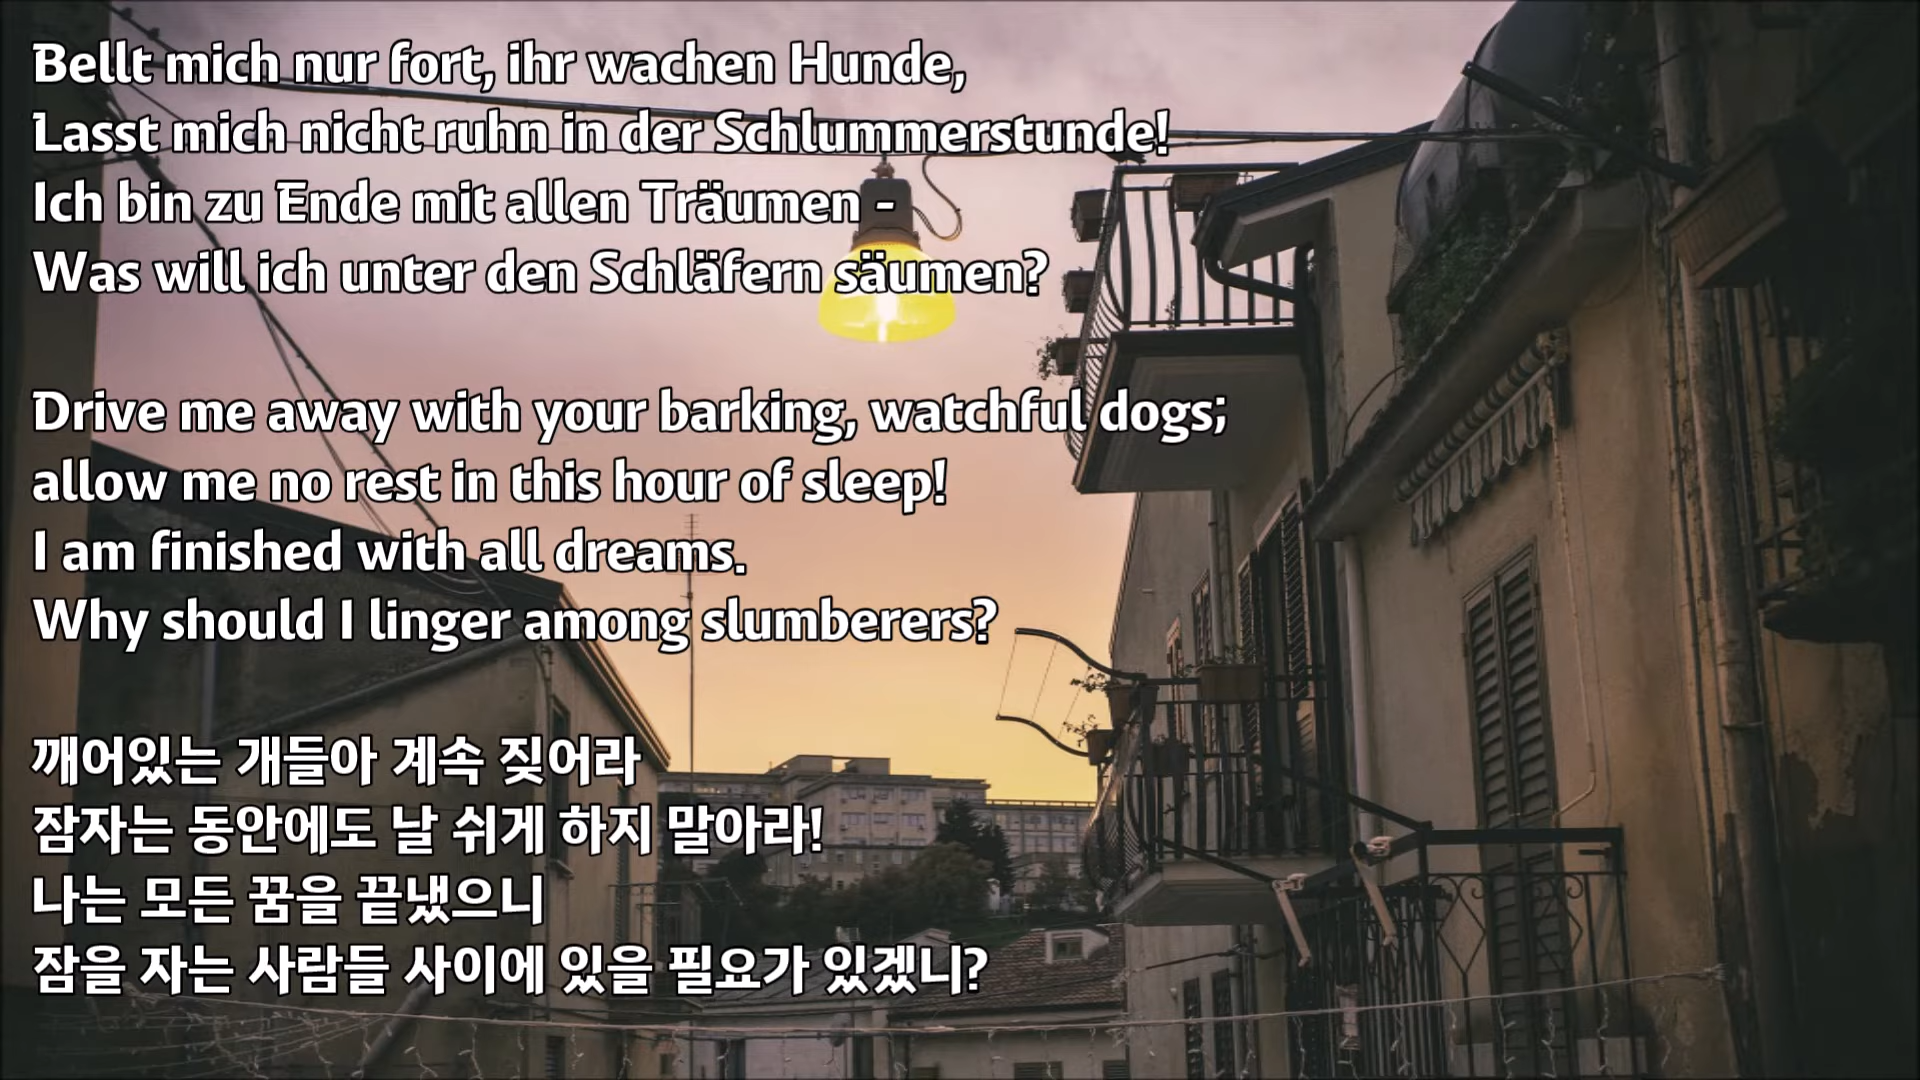 Bellt mich nur fort, ihr wachen Hunde,
Lasst mich nicht ruhn in der Schlummerstunde!
Ich bin zu Ende mit allen Träumen -
Was will ich unter den Schläfern säumen?
Drive me away with your barking, watchful dogs;
allow me no rest in this hour of sleep!
I am finished with all dreams.
Why should I linger among slumberers?
깨어있는 개들아 계속 짖어라
잠자는 동안에도 날 쉬게 하지 말아라!
나는 모든 꿈을 끝냈으니
잠을 자는 사람들 사이에 있을 필요가 있겠니?